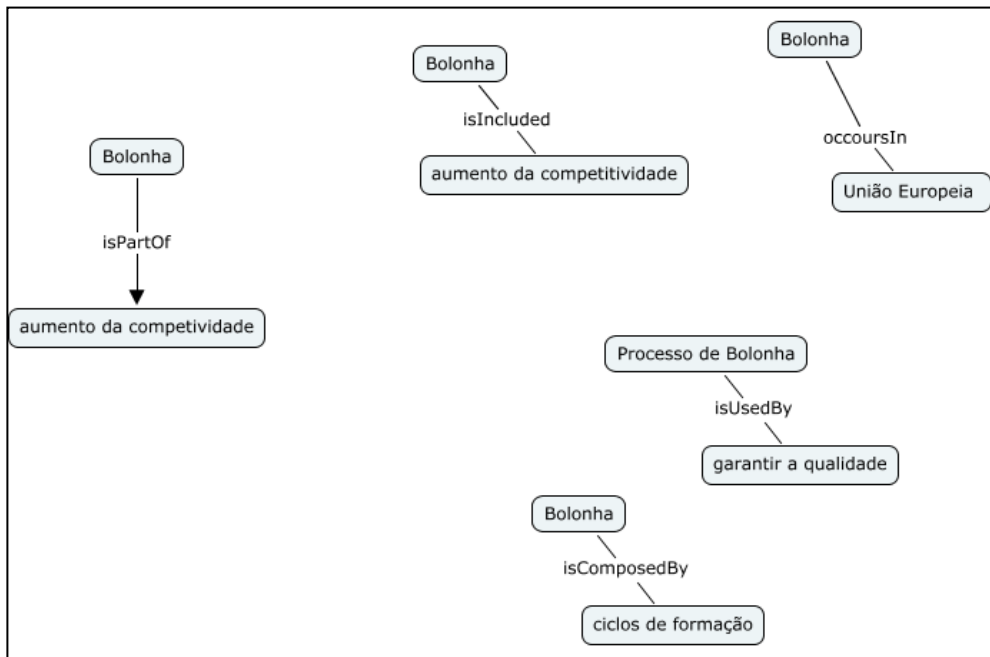 Bolonha
isPartOf
aumento da competividade
Bolonha
isIncluded
aumento da competitividade
Bolonha
occoursIn
União Europeia
Processo de Bolonha
isUsedBy
garantir a qualidade
Bolonha
isComposedBy
ciclos de formação